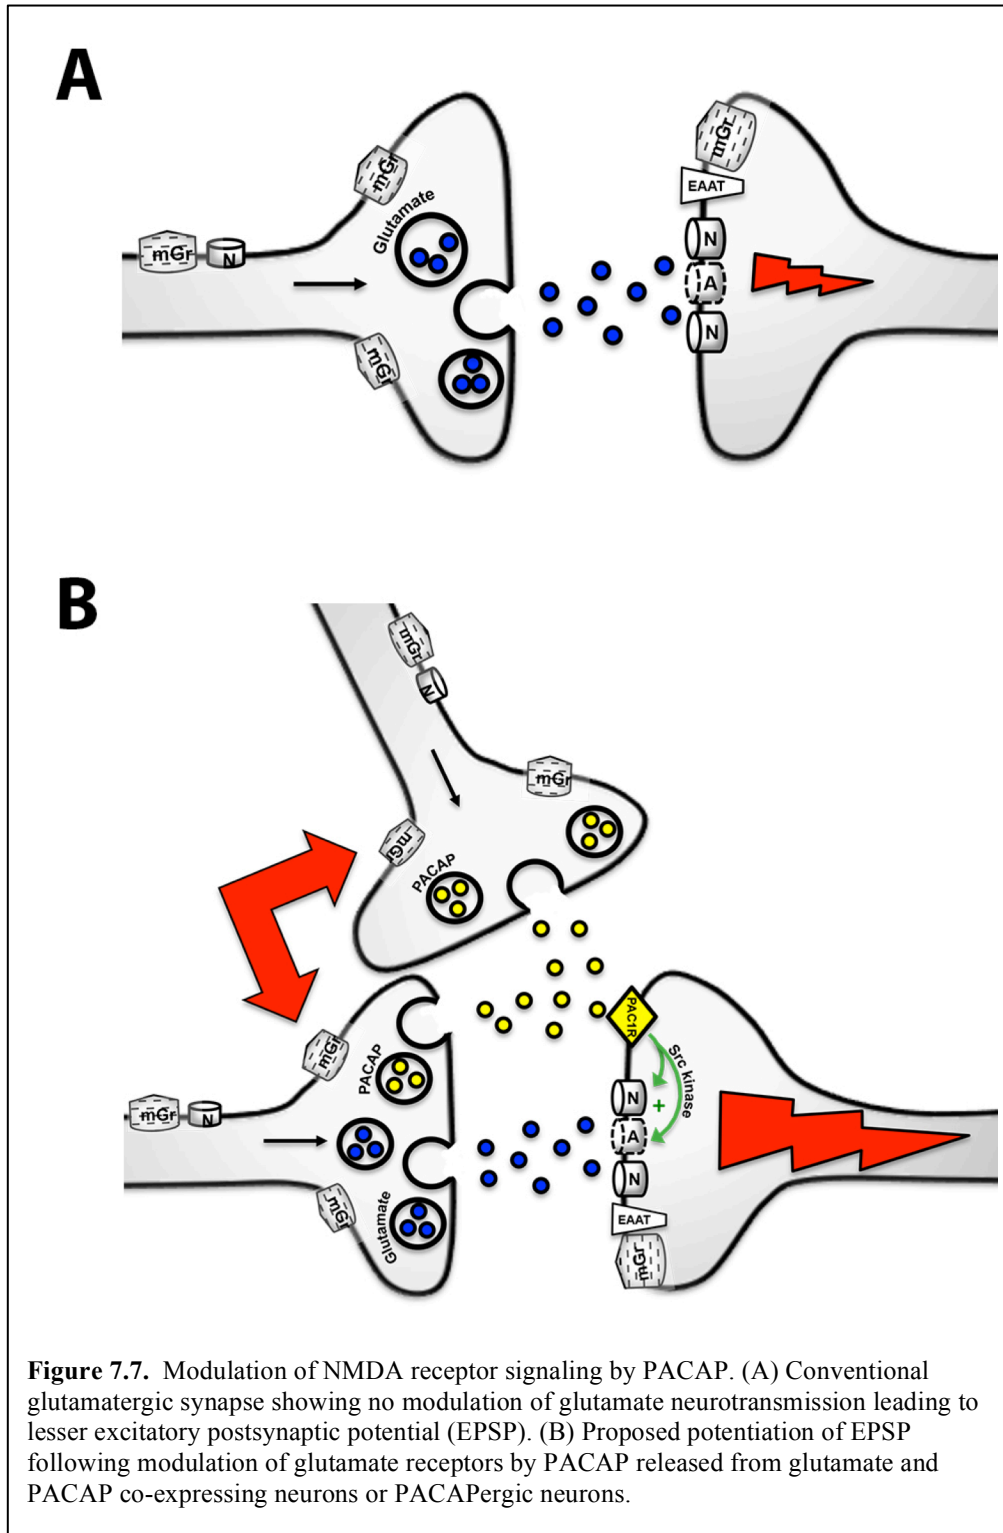 A
mGr
mGr
EAAT
Glutamate
mGr
N
N
A
N
mGr
B
mGr
N
mGr
mGr
PACAP
PAC1R
mGr
PACAP
Src kinase
N
+
mGr
N
A
N
mGr
Glutamate
EAAT
mGr
Figure 7.7. Modulation of NMDA receptor signaling by PACAP. (A) Conventional
glutamatergic synapse showing no modulation of glutamate neurotransmission leading to
lesser excitatory postsynaptic potential (EPSP). (B) Proposed potentiation of EPSP
following modulation of glutamate receptors by PACAP released from glutamate and
PACAP co-expressing neurons or PACAPergic neurons.